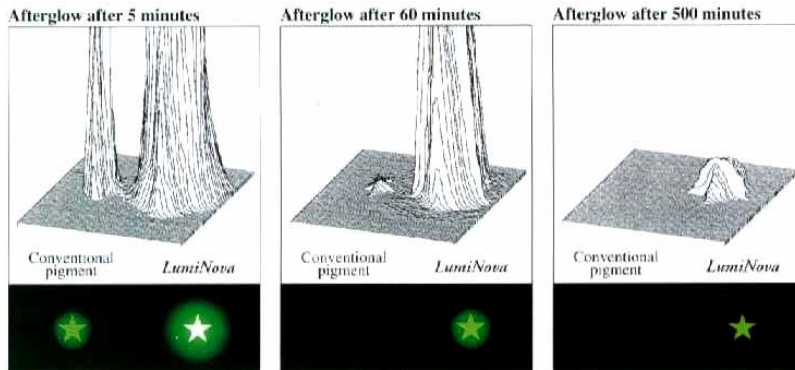 Afterglow after 5 minutes
Conventional
pigment
LumiNova
Afterglow after 60 minutes
Conventional
pigment
LumiNova
Afterglow after 500 minutes
Conventional
pigment
LumiNova